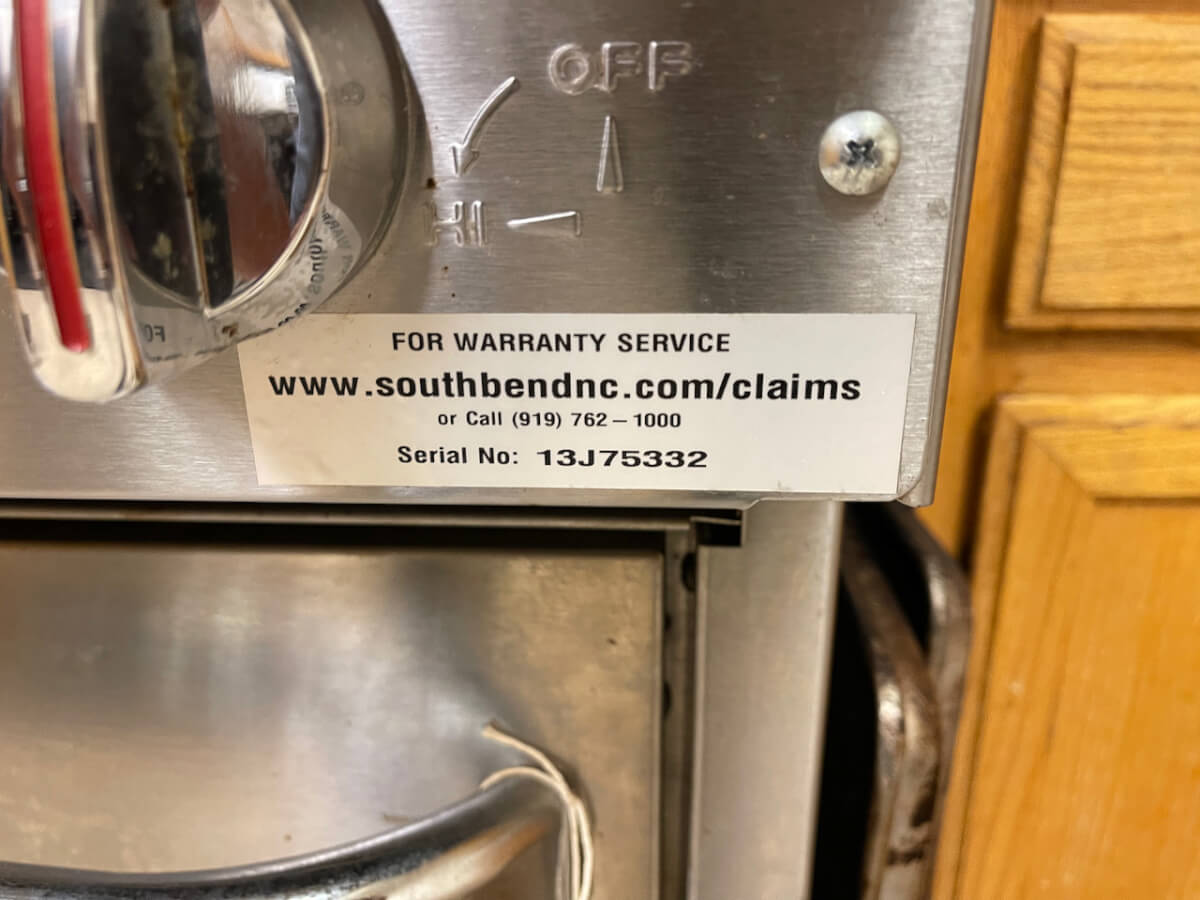 OFF
HI
FOR WARRANTY SERVICE
www.southbendnc.com/claims
or Call (919) 762-1000
Serial No: 13J75332